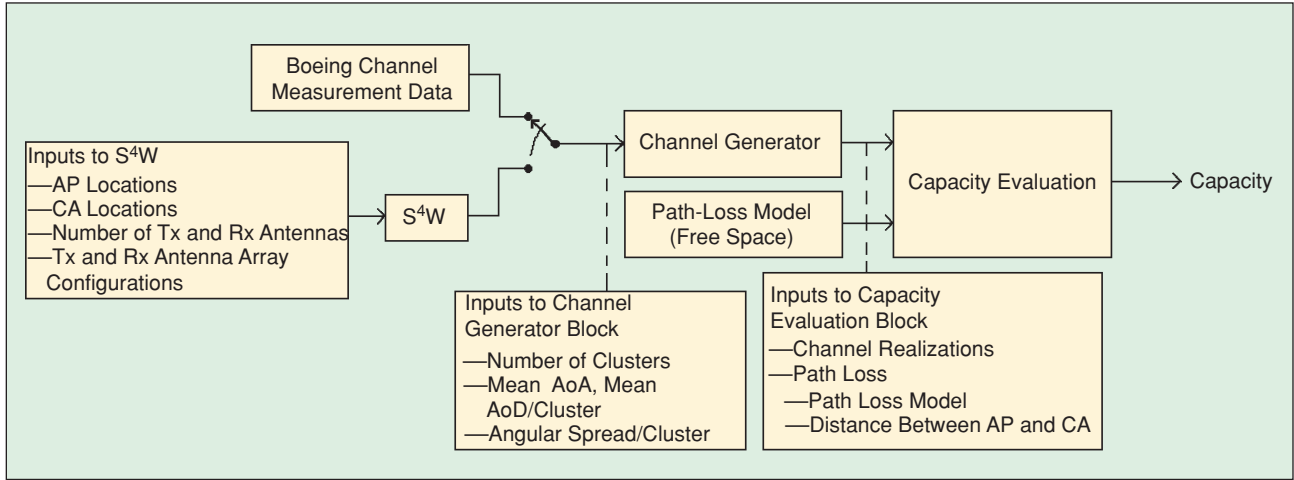 Boeing Channel
Measurement Data
Inputs to S⁴W
—AP Locations
—CA Locations
—Number of Tx and Rx Antennas
—Tx and Rx Antenna Array
Configurations
S⁴W
Channel Generator
Path-Loss Model
(Free Space)
Capacity Evaluation
Capacity
Inputs to Channel
Generator Block
—Number of Clusters
—Mean AoA, Mean
AoD/Cluster
—Angular Spread/Cluster
Inputs to Capacity
Evaluation Block
—Channel Realizations
—Path Loss
—Path Loss Model
—Distance Between AP and CA